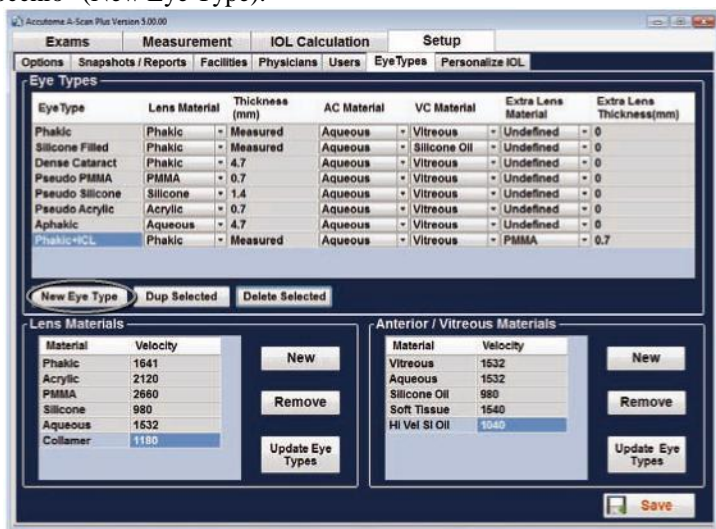 (New Eye Type).
Accutome A-Scan Plus Version 5.00.00
Exams Measurement IOL Calculation Setup
Options Snapshots / Reports Facilities Physicians Users EyeTypes Personalize IOL
Eye Types
EyeType Lens Material Thickness (mm) AC Material VC Material Extra Lens Material Extra Lens Thickness(mm)
Phakic Phakic Measured Aqueous Vitreous Undefined 0
Silicone Filled Phakic Measured Aqueous Silicone Oil Undefined 0
Dense Cataract Phakic 4.7 Aqueous Vitreous Undefined 0
Pseudo PMMA PMMA 0.7 Aqueous Vitreous Undefined 0
Pseudo Silicone Silicone 1.4 Aqueous Vitreous Undefined 0
Pseudo Acrylic Acrylic 0.7 Aqueous Vitreous Undefined 0
Aphakic Aqueous 4.7 Aqueous Vitreous Undefined 0
Phakic+ICL Phakic Measured Aqueous Vitreous PMMA 0.7
New Eye Type Dup Selected Delete Selected
Lens Materials
Material Velocity
Phakic 1641
Acrylic 2120
PMMA 2660
Silicone 980
Aqueous 1532
Collamer 1180
New
Remove
Update Eye Types
Anterior / Vitreous Materials
Material Velocity
Vitreous 1532
Aqueous 1532
Silicone Oil 980
Soft Tissue 1540
Hi Vel Sl Oil 1040
New
Remove
Update Eye Types
Save